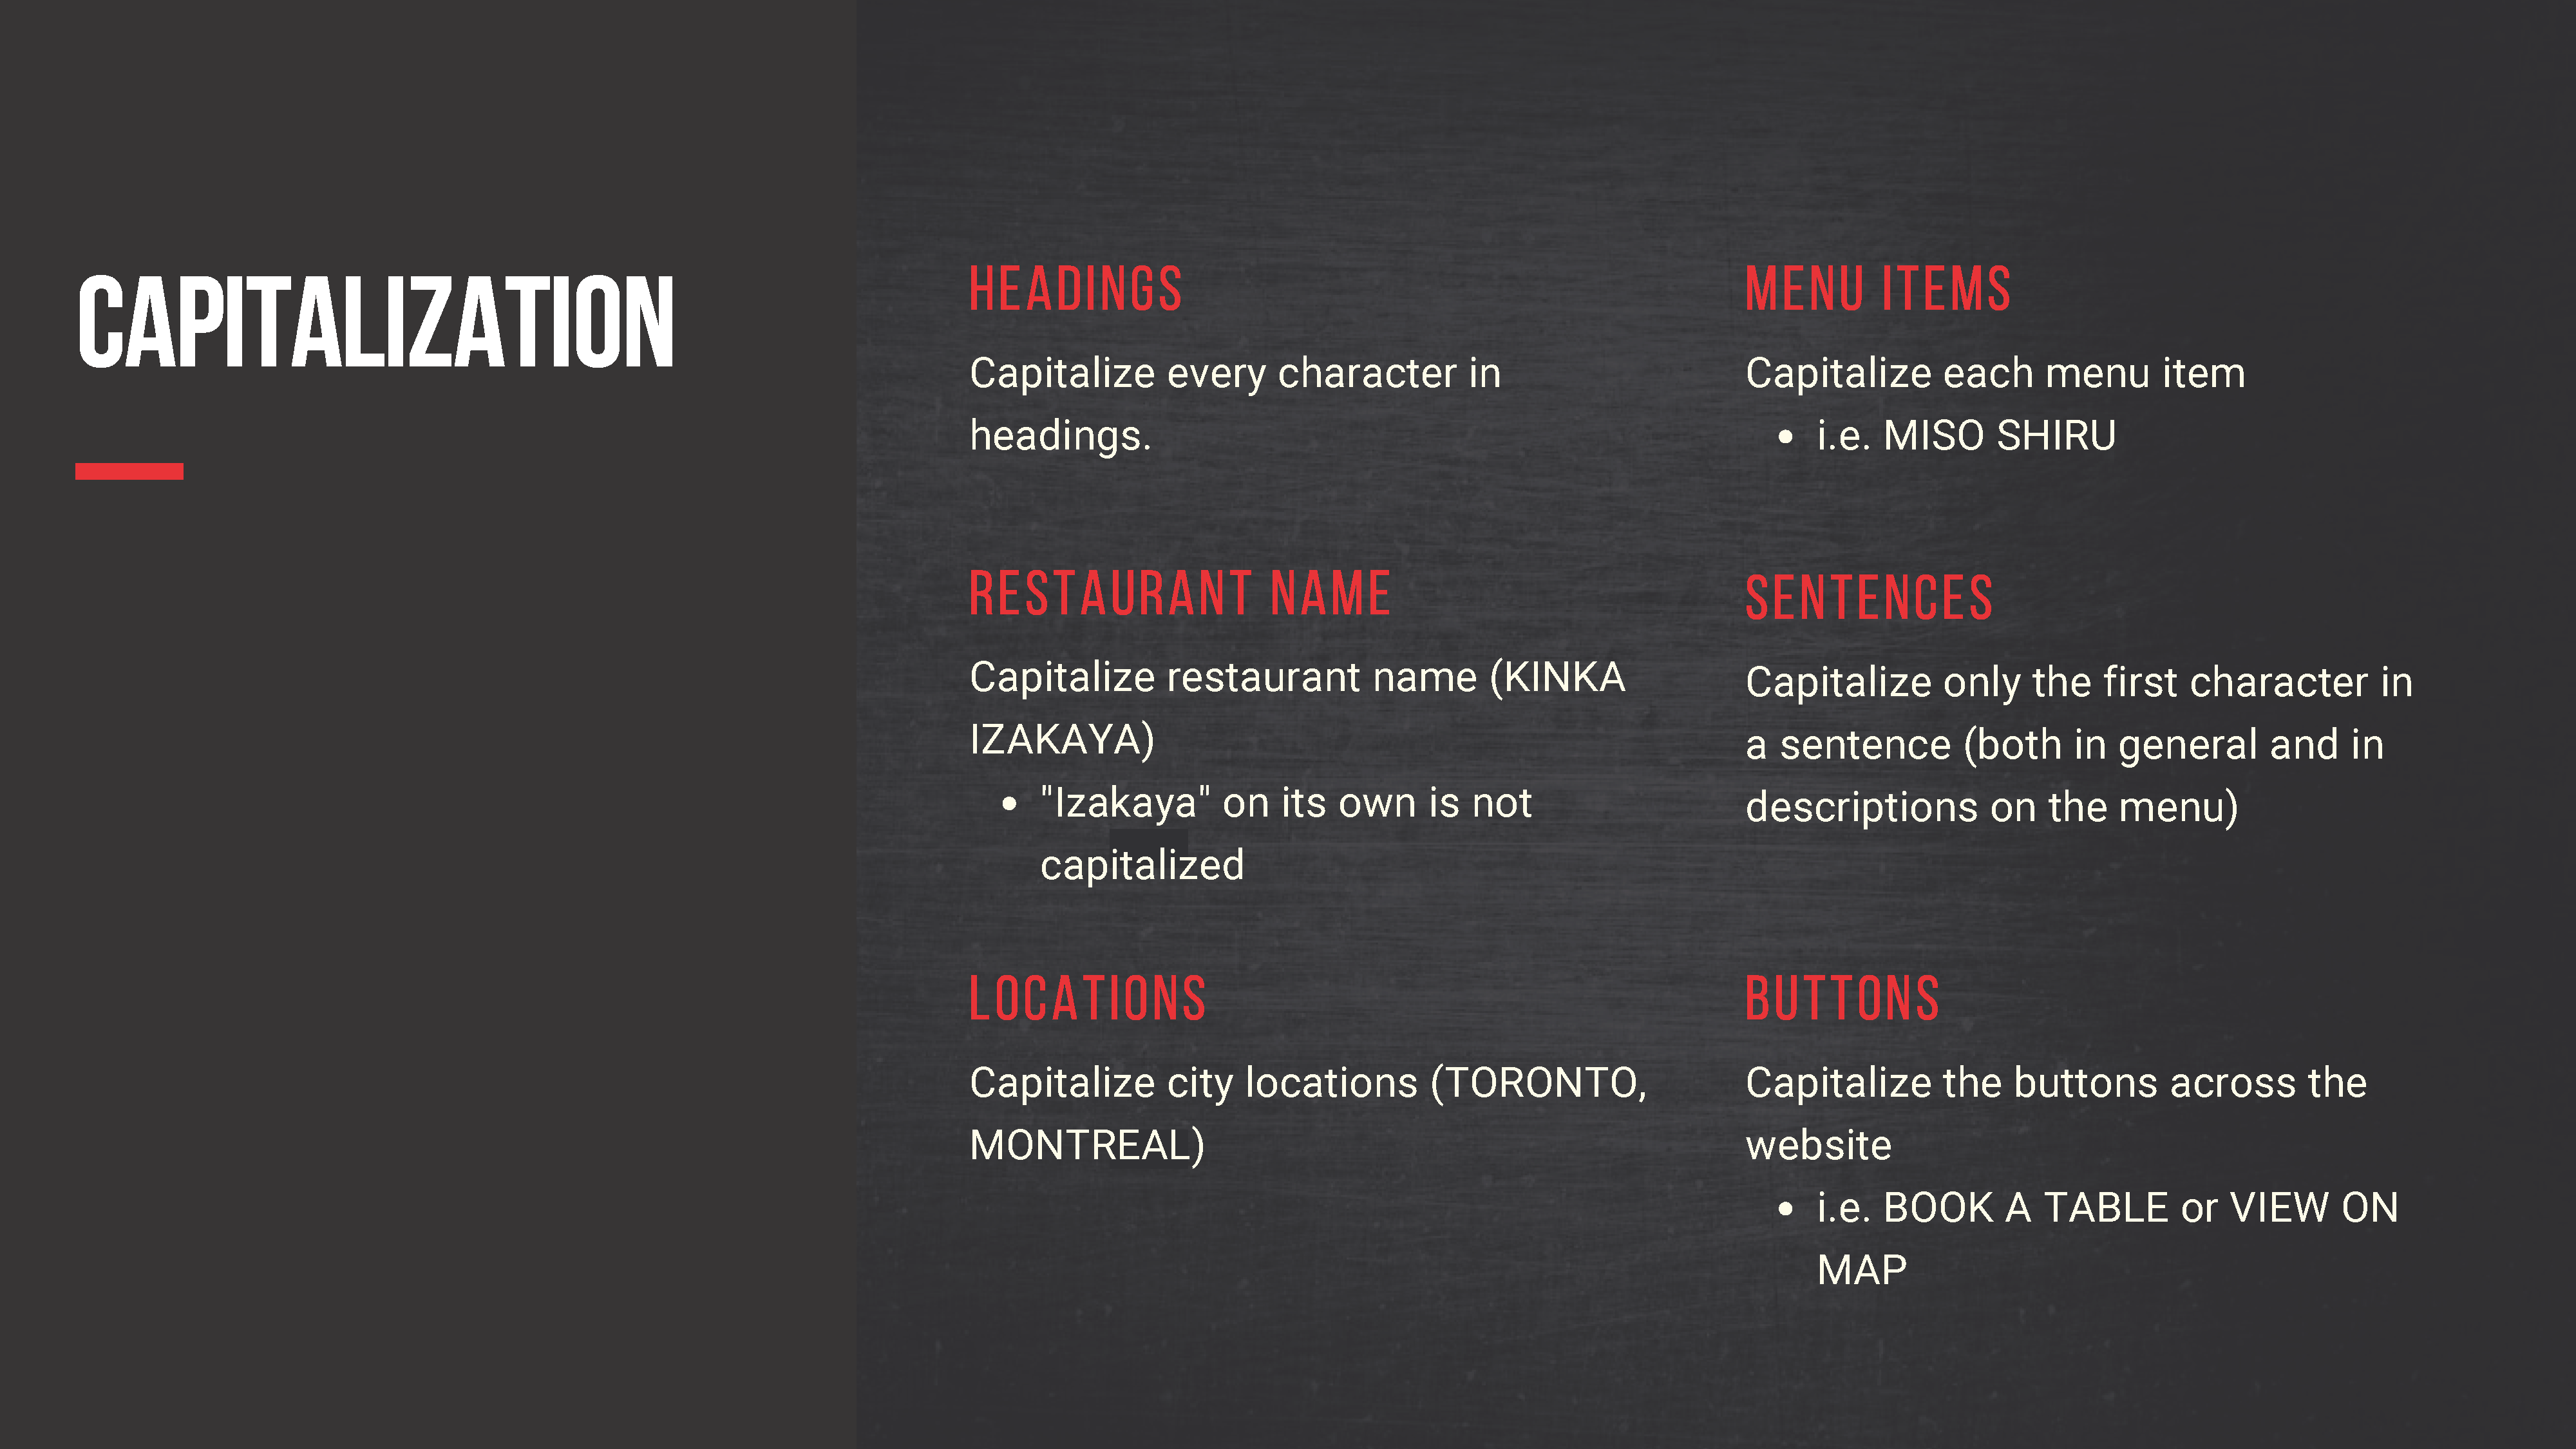 CAPITALIZATION
HEADINGS
Capitalize every character in
headings.
RESTAURANT NAME
Capitalize restaurant name (KINKA
IZAKAYA)
• "Izakaya" on its own is not
capitalized
LOCATIONS
Capitalize city locations (TORONTO,
MONTREAL)
MENU ITEMS
Capitalize each menu item
• i.e. MISO SHIRU
SENTENCES
Capitalize only the first character in
a sentence (both in general and in
descriptions on the menu)
BUTTONS
Capitalize the buttons across the
website
• i.e. BOOK A TABLE or VIEW ON
MAP